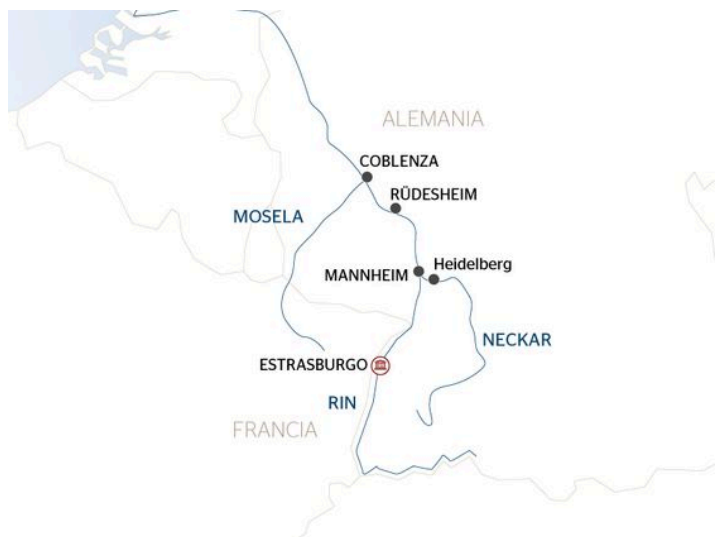 ALEMANIA
COBLENZA
RÜDESHEIM
MOSELA
Heidelberg
MANNHEIM
NECKAR
ESTRASBURGO
RIN
FRANCIA